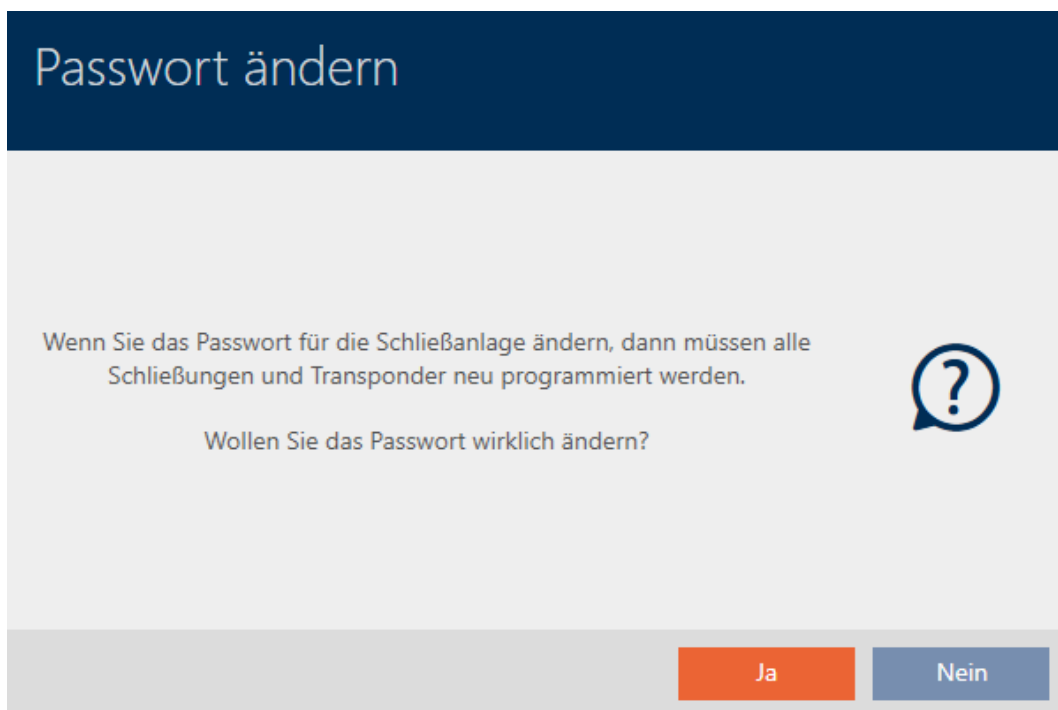 Passwort ändern
Wenn Sie das Passwort für die Schließanlage ändern, dann müssen alle
Schließungen und Transponder neu programmiert werden.
Wollen Sie das Passwort wirklich ändern?
?
Ja
Nein